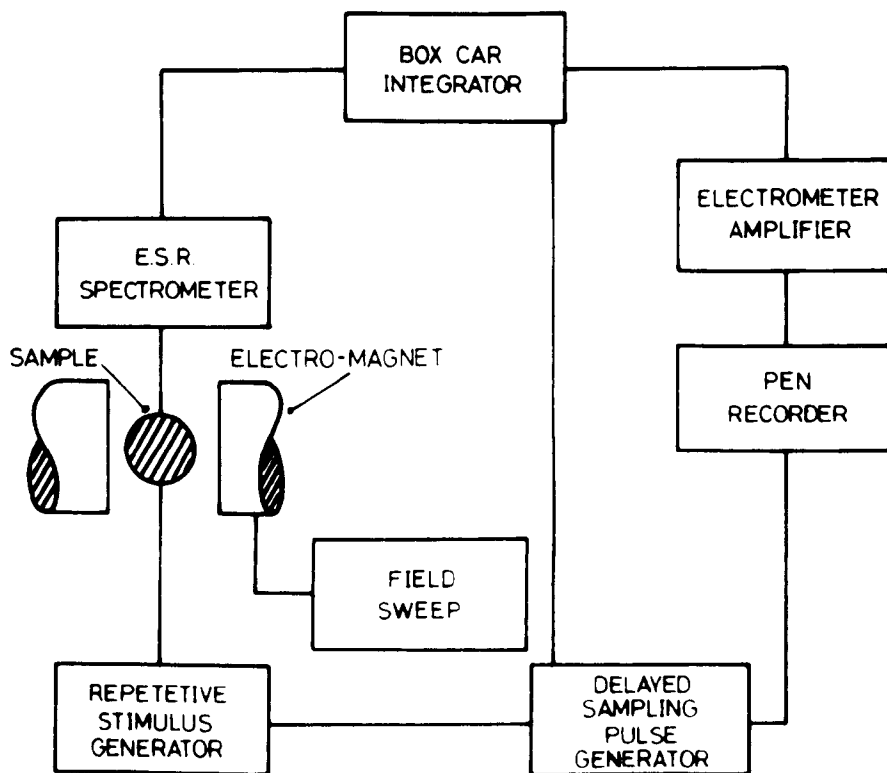 BOX CAR
INTEGRATOR
ELECTROMETER
AMPLIFIER
E.S.R.
SPECTROMETER
SAMPLE
ELECTRO-MAGNET
PEN
RECORDER
FIELD
SWEEP
REPETETIVE
STIMULUS
GENERATOR
DELAYED
SAMPLING
PULSE
GENERATOR